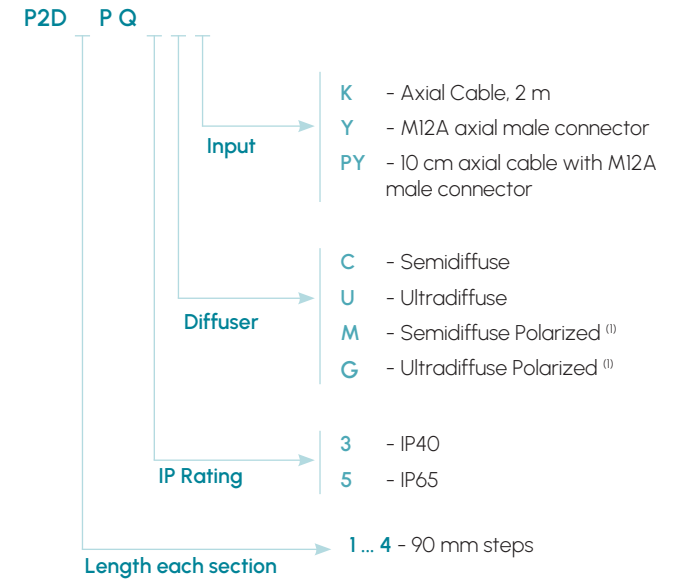 P2D P Q
K - Axial Cable, 2 m
Y - M12A axial male connector
Input
PY - 10 cm axial cable with M12A
male connector
C - Semidiffuse
U - Ultradiffuse
Diffuser
M - Semidiffuse Polarized (1)
G - Ultradiffuse Polarized (1)
3 - IP40
IP Rating
5 - IP65
1 ... 4 - 90 mm steps
Length each section